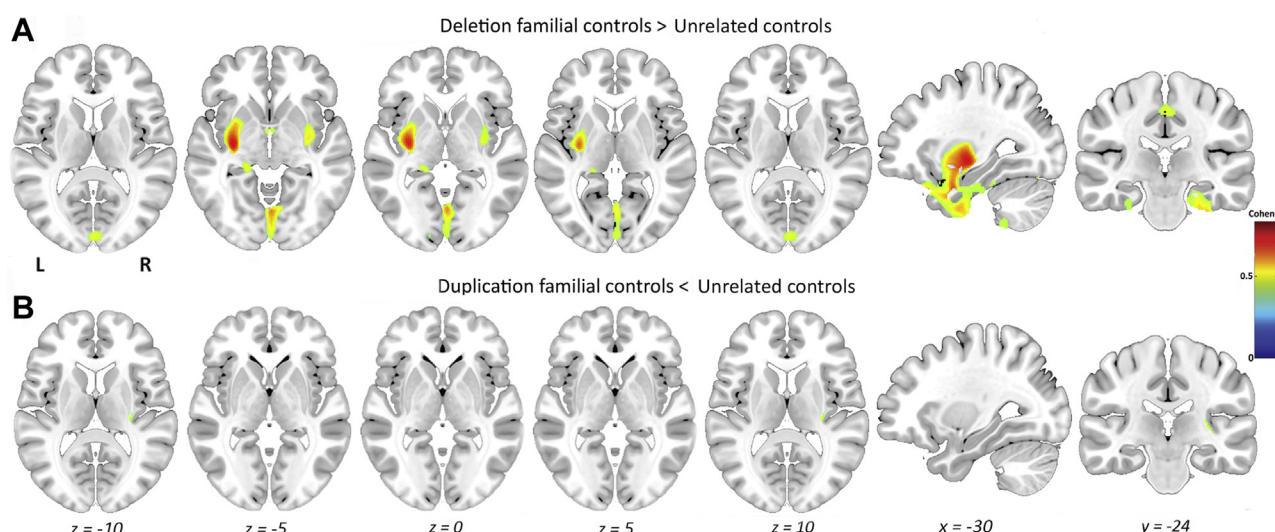 A
Deletion familial controls > Unrelated controls
L R
Cohen
0.5
0
Duplication familial controls < Unrelated controls
B
z = -10 z = -5 z = 0 z = 5 z = 10 x = -30 y = -24